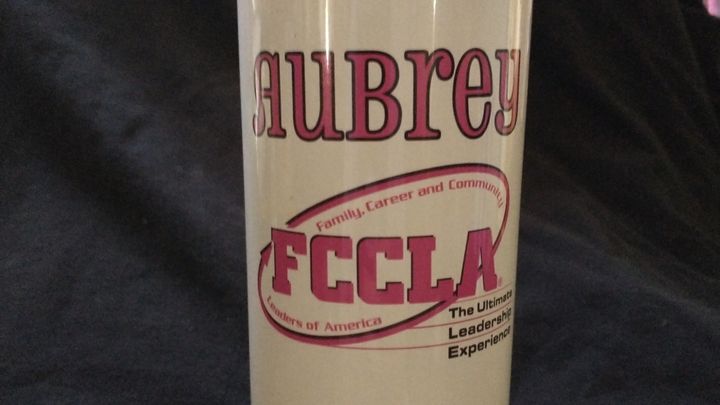 AUBrey
Family, Career and Community
FCCLA
Leaders of America
The Ultimate
Leadership
Experience